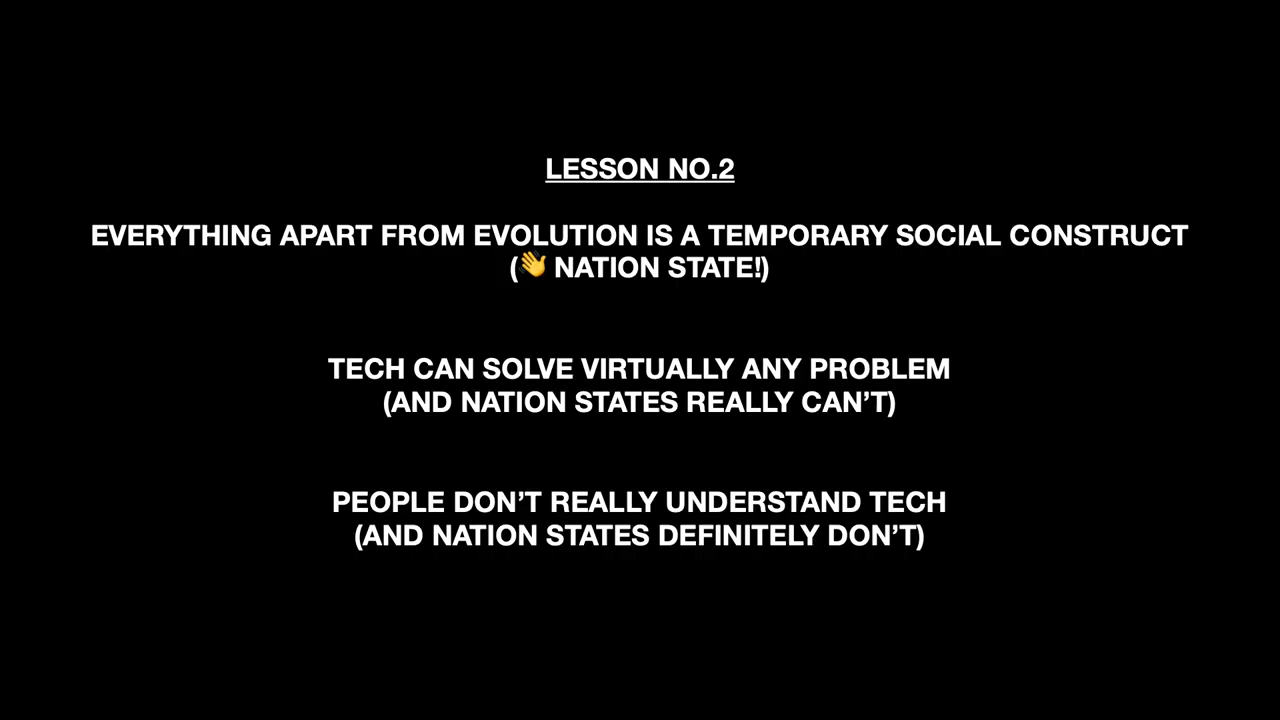 LESSON NO.2
EVERYTHING APART FROM EVOLUTION IS A TEMPORARY SOCIAL CONSTRUCT
(👋 NATION STATE!)
TECH CAN SOLVE VIRTUALLY ANY PROBLEM
(AND NATION STATES REALLY CAN’T)
PEOPLE DON’T REALLY UNDERSTAND TECH
(AND NATION STATES DEFINITELY DON’T)